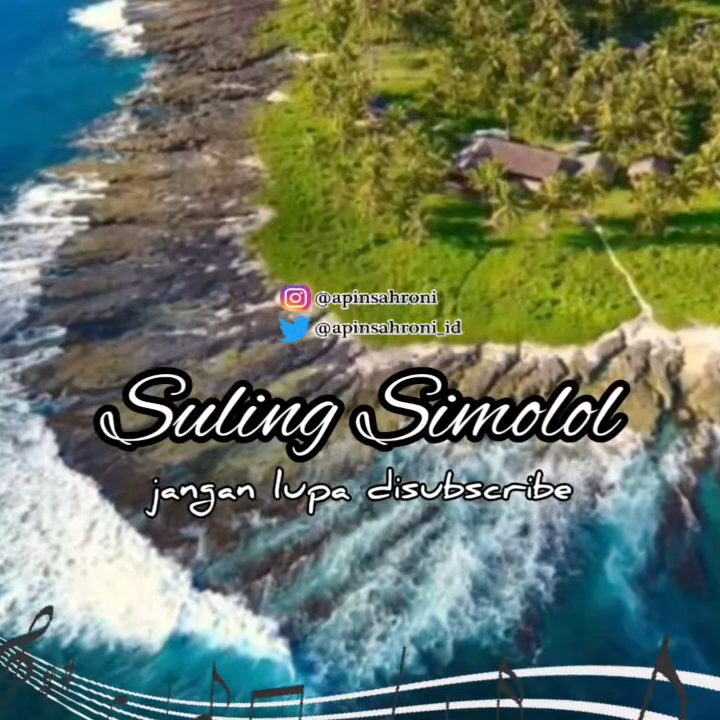 @apinsahroni
@apinsahroni_id
Suling Simolol
jangan lupa disubscribe